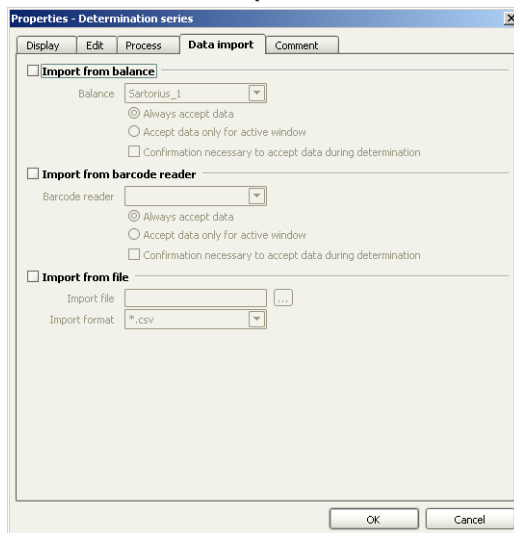 Properties - Determination series
Display Edit Process Data import Comment
Import from balance
Balance Sartorius_1
Always accept data
Accept data only for active window
Confirmation necessary to accept data during determination
Import from barcode reader
Barcode reader
Always accept data
Accept data only for active window
Confirmation necessary to accept data during determination
Import from file
Import file ...
Import format *.csv
OK Cancel